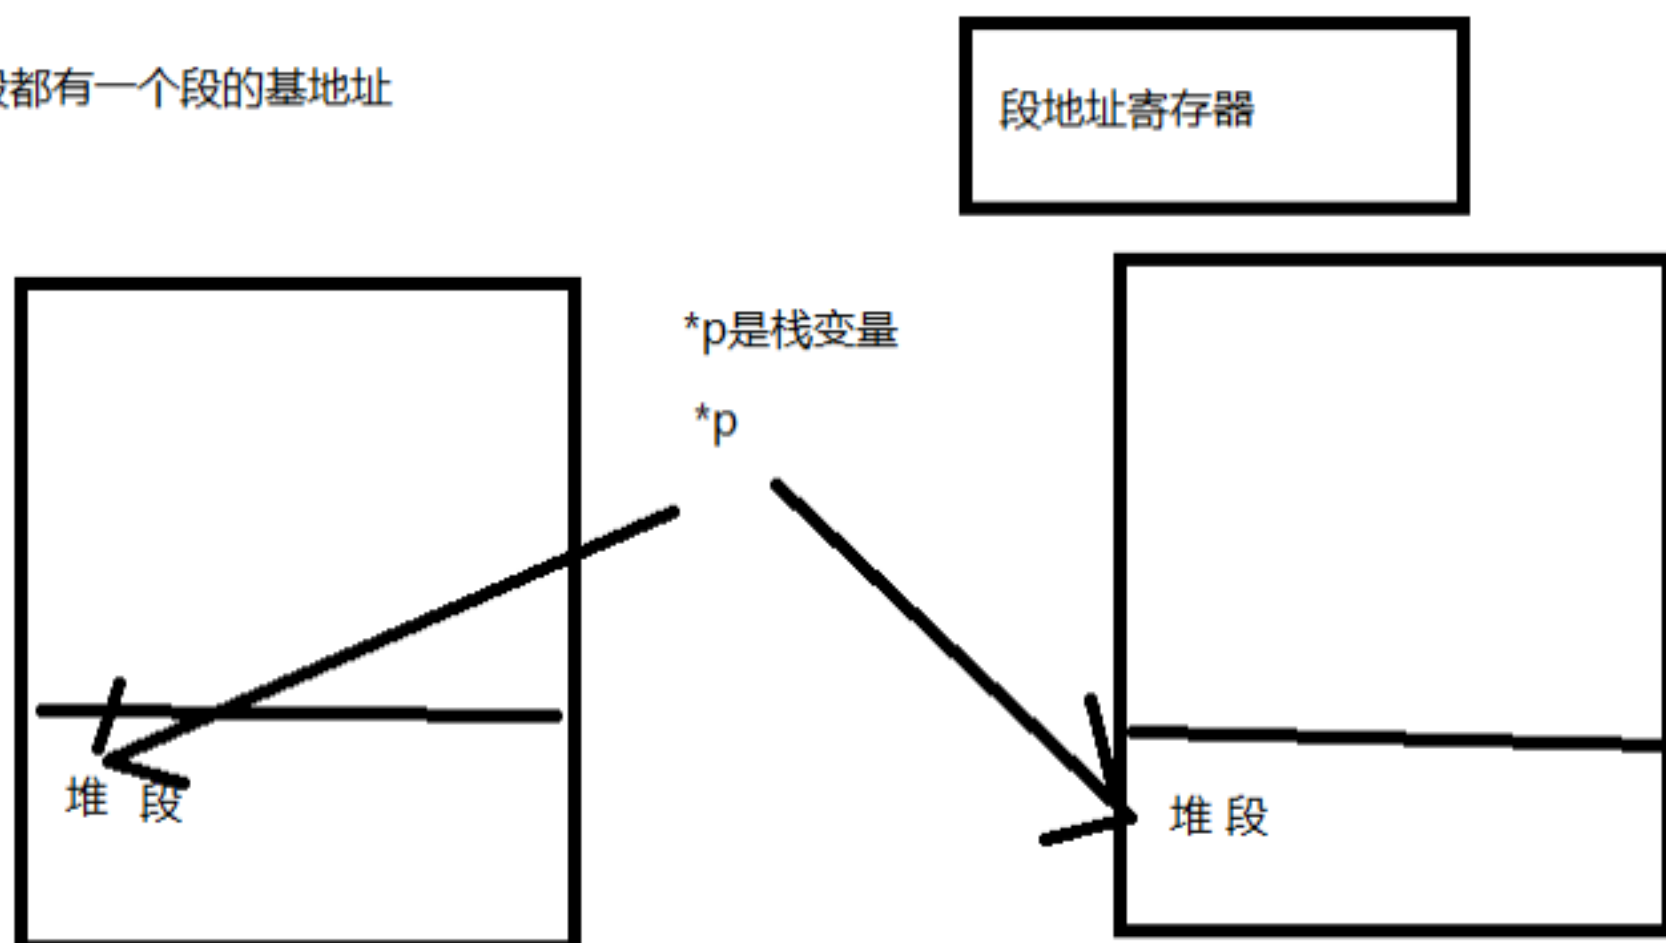 都有一个段的基地址
段地址寄存器
*p是栈变量
*p
堆 段
堆 段